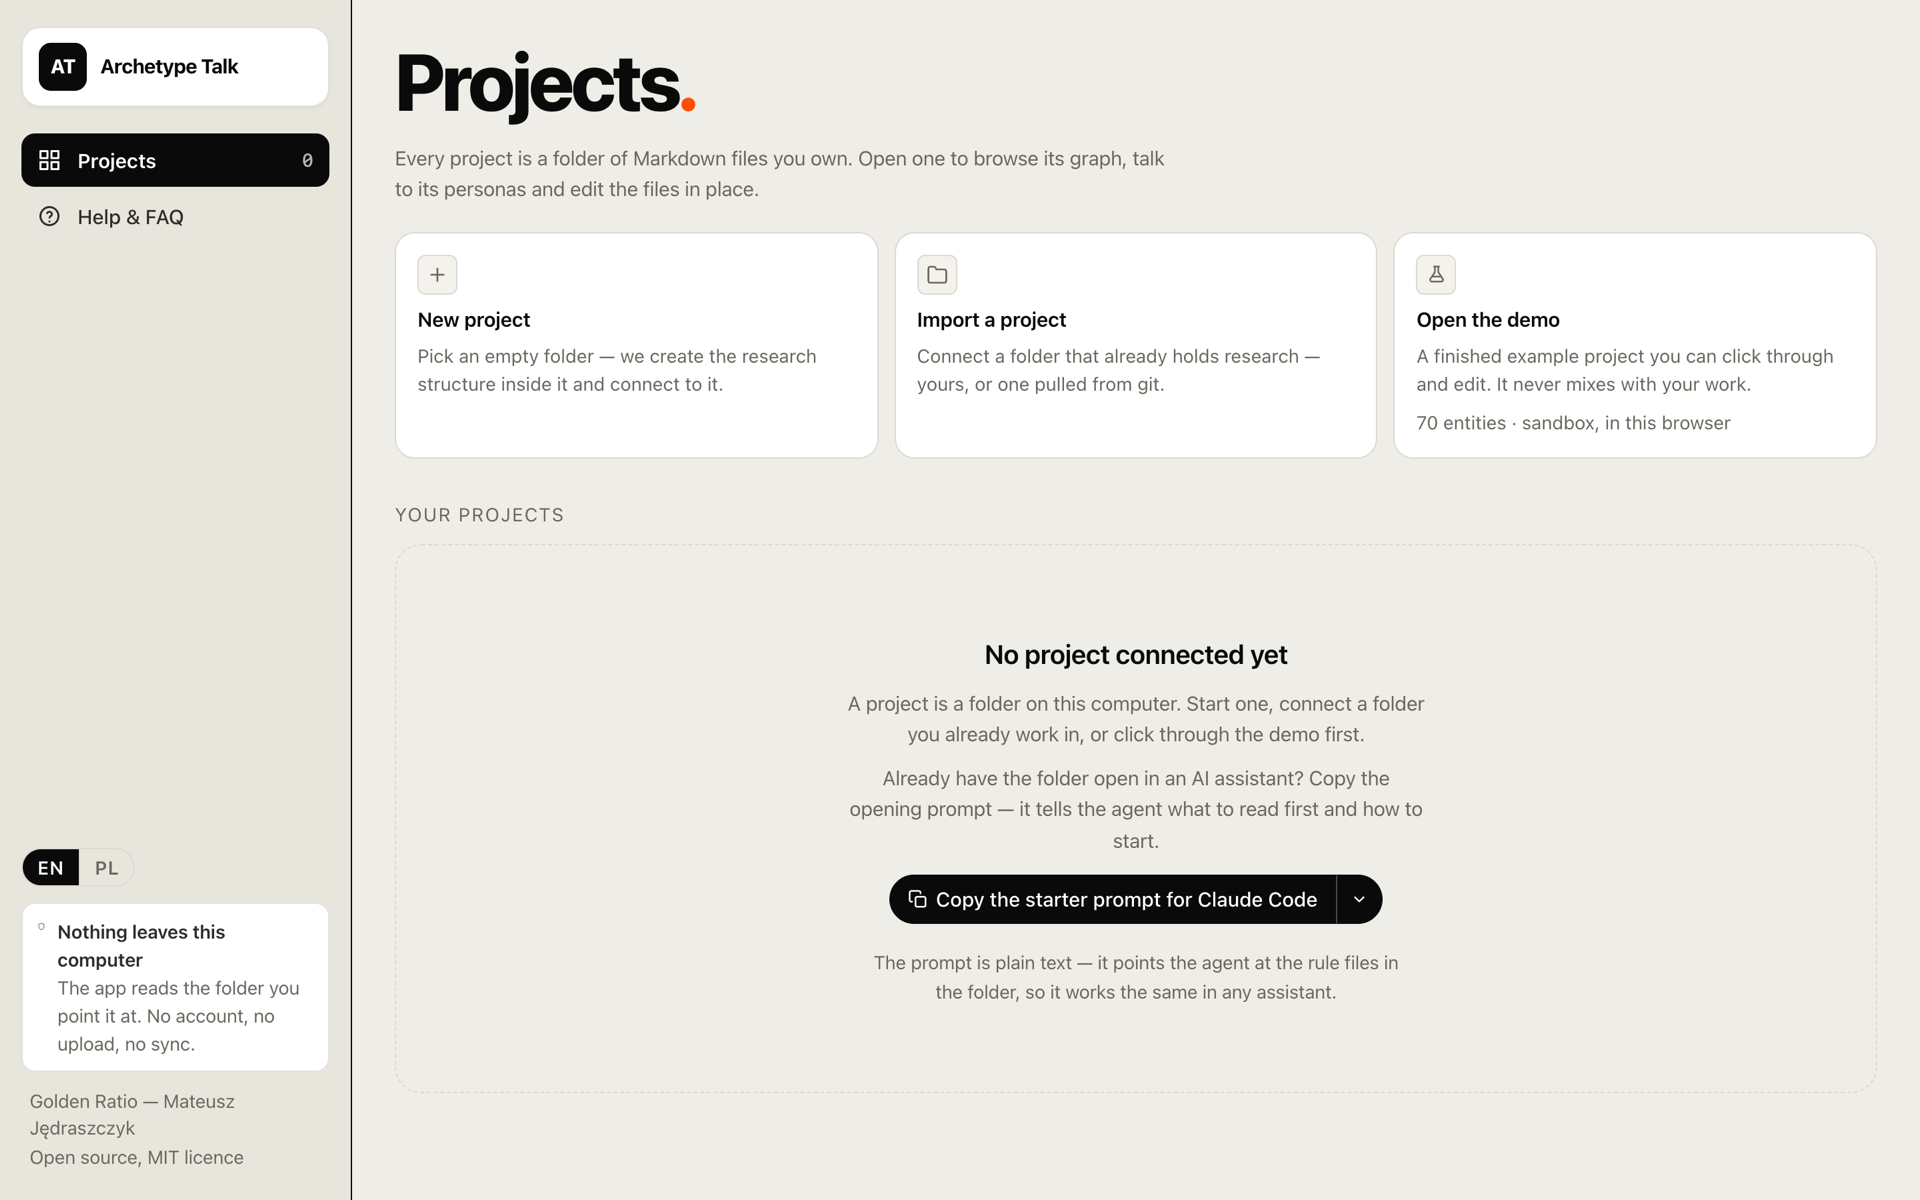 AT Archetype Talk
Projects 0
Help & FAQ
EN PL
Nothing leaves this
computer
The app reads the folder you
point it at. No account, no
upload, no sync.
Golden Ratio — Mateusz
Jędraszczyk
Open source, MIT licence
Projects.
Every project is a folder of Markdown files you own. Open one to browse its graph, talk
to its personas and edit the files in place.
New project
Pick an empty folder — we create the research
structure inside it and connect to it.
Import a project
Connect a folder that already holds research —
yours, or one pulled from git.
Open the demo
A finished example project you can click through
and edit. It never mixes with your work.
70 entities · sandbox, in this browser
YOUR PROJECTS
No project connected yet
A project is a folder on this computer. Start one, connect a folder
you already work in, or click through the demo first.
Already have the folder open in an AI assistant? Copy the
opening prompt — it tells the agent what to read first and how to
start.
Copy the starter prompt for Claude Code
The prompt is plain text — it points the agent at the rule files in
the folder, so it works the same in any assistant.